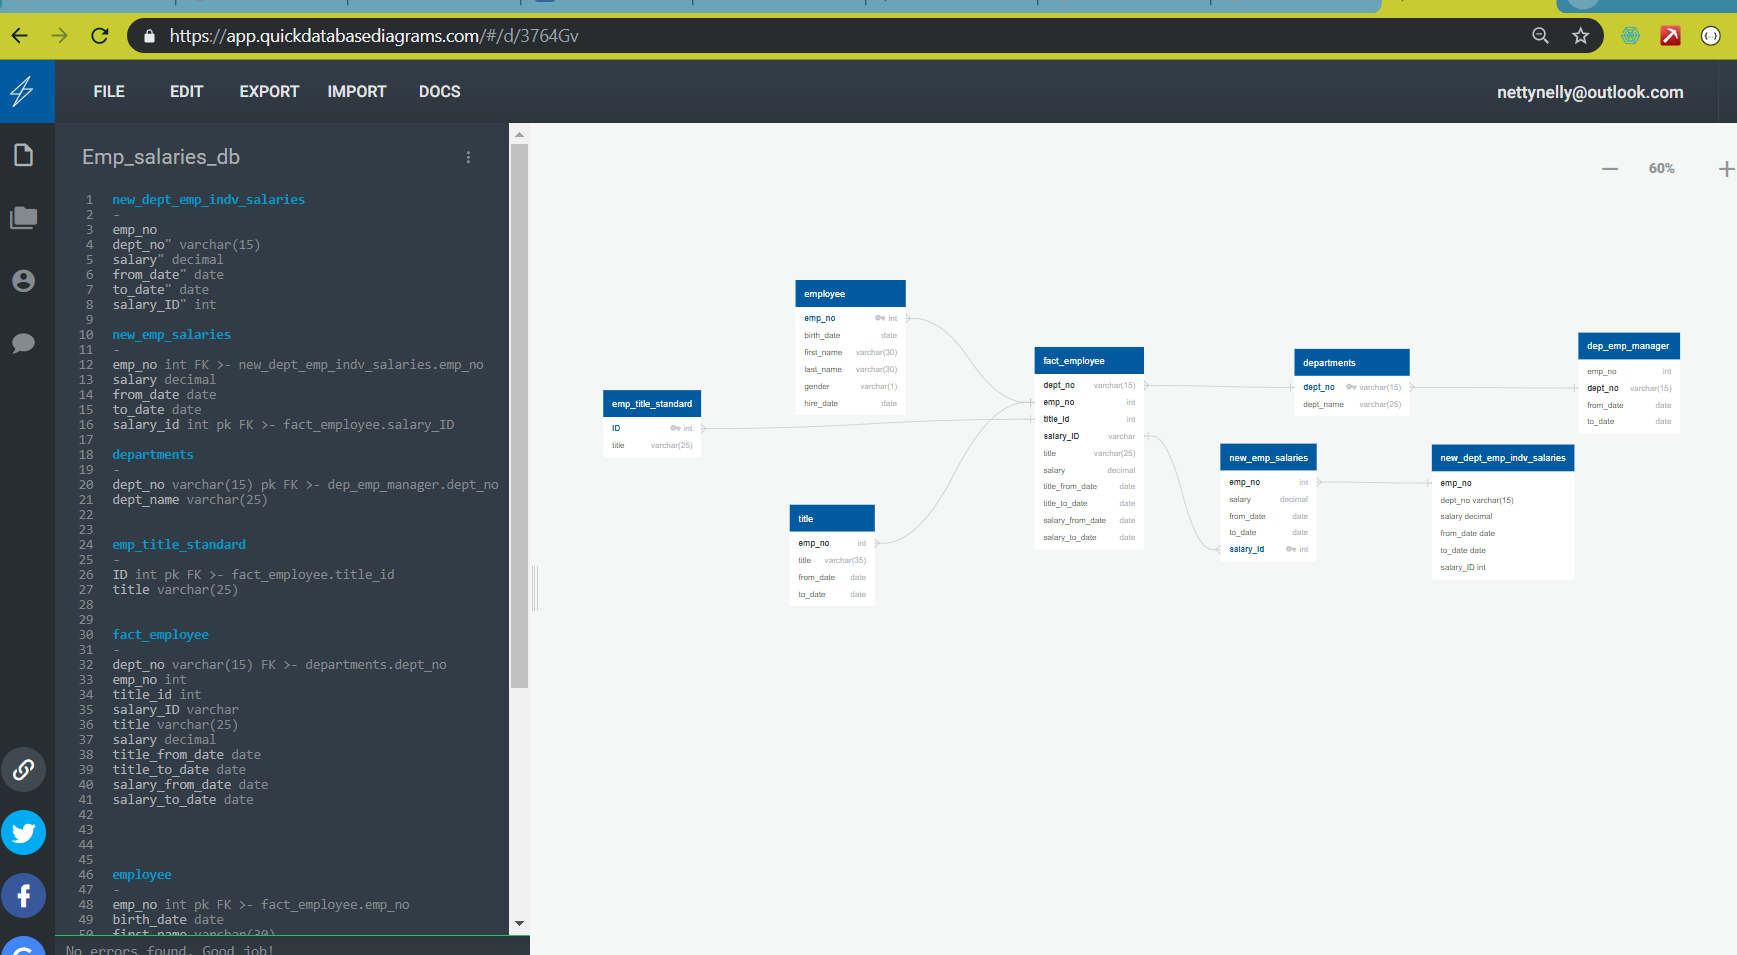 https://app.quickdatabasediagrams.com/#/d/3764Gv
FILE EDIT EXPORT IMPORT DOCS
nettynelly@outlook.com
Emp_salaries_db
1 new_dept_emp_indv_salaries
2 -
3 emp_no
4 dept_no" varchar(15)
5 salary" decimal
6 from_date" date
7 to_date" date
8 salary_ID" int
9
10 new_emp_salaries
11 -
12 emp_no int FK >- new_dept_emp_indv_salaries.emp_no
13 salary decimal
14 from_date date
15 to_date date
16 salary_id int pk FK >- fact_employee.salary_ID
17
18 departments
19 -
20 dept_no varchar(15) pk FK >- dep_emp_manager.dept_no
21 dept_name varchar(25)
22
23
24 emp_title_standard
25 -
26 ID int pk FK >- fact_employee.title_id
27 title varchar(25)
28
29
30 fact_employee
31 -
32 dept_no varchar(15) FK >- departments.dept_no
33 emp_no int
34 title_id int
35 salary_ID varchar
36 title varchar(25)
37 salary decimal
38 title_from_date date
39 title_to_date date
40 salary_from_date date
41 salary_to_date date
42
43
44
45
46 employee
47 -
48 emp_no int pk FK >- fact_employee.emp_no
49 birth_date date
50 first_name varchar(30)
No errors found. Good job!
60%
emp_title_standard
ID int
title varchar(25)
employee
emp_no int
birth_date date
first_name varchar(30)
last_name varchar(30)
gender varchar(1)
hire_date date
title
emp_no int
title varchar(35)
from_date date
to_date date
fact_employee
dept_no varchar(15)
emp_no int
title_id int
salary_ID varchar
title varchar(25)
salary decimal
title_from_date date
title_to_date date
salary_from_date date
salary_to_date date
departments
dept_no varchar(15)
dept_name varchar(25)
new_emp_salaries
emp_no int
salary decimal
from_date date
to_date date
salary_id int
dep_emp_manager
emp_no int
dept_no varchar(15)
from_date date
to_date date
new_dept_emp_indv_salaries
emp_no
dept_no varchar(15)
salary decimal
from_date date
to_date date
salary_ID int